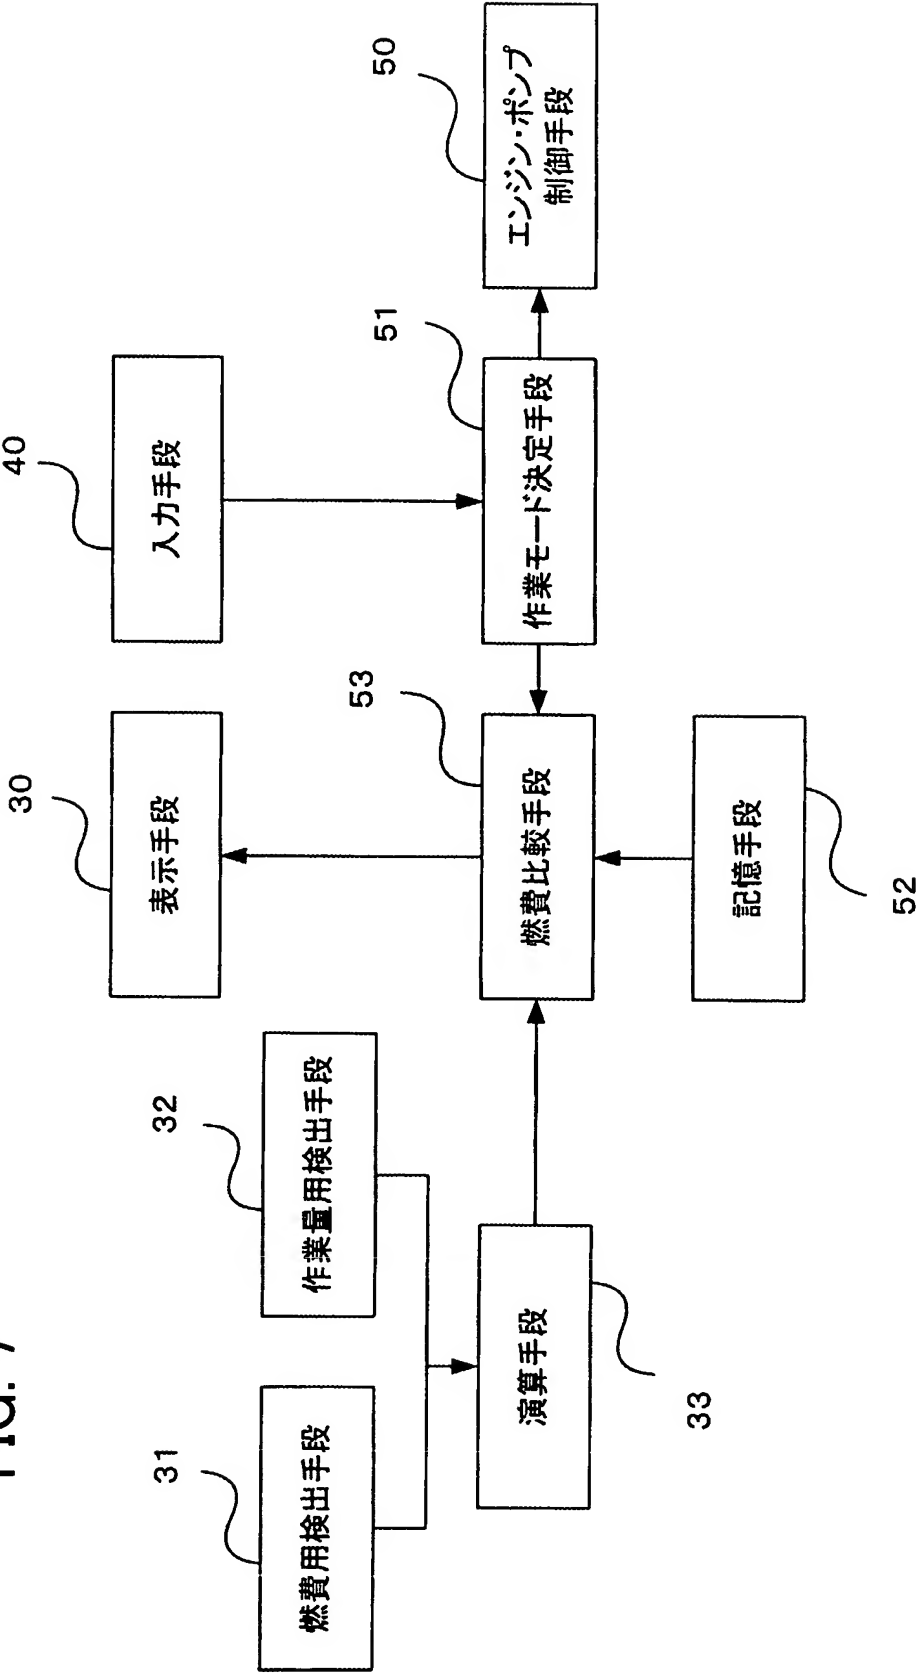 FIG. 7
30
40
31
32
表示手段
入力手段
燃費用検出手段
作業量用検出手段
53
51
50
演算手段
燃費比較手段
作業モード決定手段
エンジン・ポンプ
制御手段
33
記憶手段
52